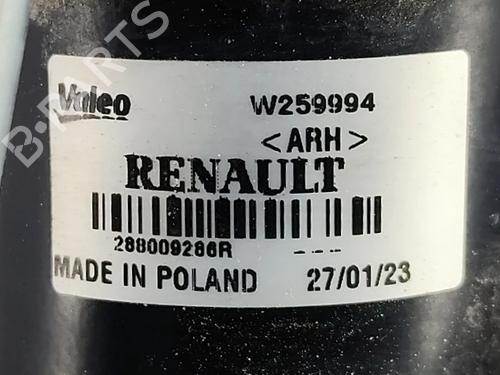 B-PARTS
Valeo W259994
<ARH>
RENAULT
288009286R
MADE IN POLAND 27/01/23